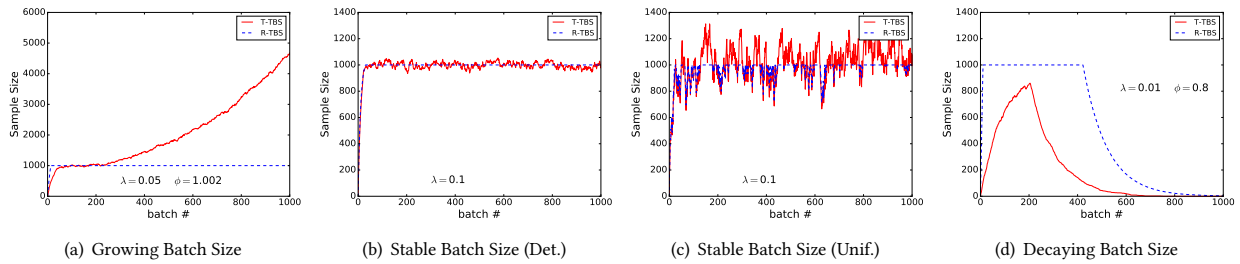 6000
5000
4000
3000
2000
1000
0
Sample Size
0 200 400 600 800 1000
batch #
T-TBS
R-TBS
λ=0.05 ϕ=1.002
(a) Growing Batch Size
1400
1200
1000
800
600
400
200
0
Sample Size
0 200 400 600 800 1000
batch #
T-TBS
R-TBS
λ=0.1
(b) Stable Batch Size (Det.)
1400
1200
1000
800
600
400
200
0
Sample Size
0 200 400 600 800 1000
batch #
T-TBS
R-TBS
λ=0.1
(c) Stable Batch Size (Unif.)
1400
1200
1000
800
600
400
200
0
Sample Size
0 200 400 600 800 1000
batch #
T-TBS
R-TBS
λ=0.01 ϕ=0.8
(d) Decaying Batch Size